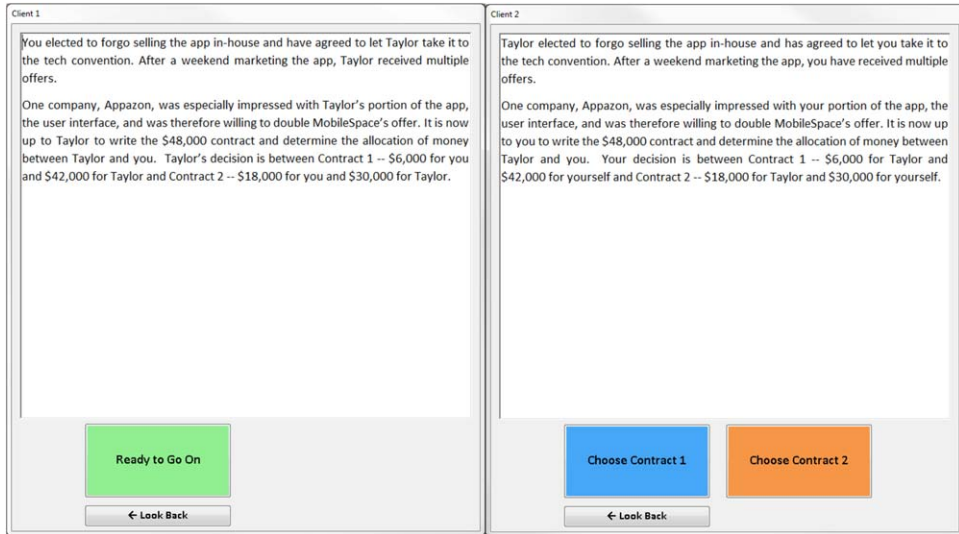 Client 1
You elected to forgo selling the app in-house and have agreed to let Taylor take it to
the tech convention. After a weekend marketing the app, Taylor received multiple
offers.
One company, Appazon, was especially impressed with Taylor's portion of the app,
the user interface, and was therefore willing to double MobileSpace's offer. It is now
up to Taylor to write the $48,000 contract and determine the allocation of money
between Taylor and you. Taylor's decision is between Contract 1 -- $6,000 for you
and $42,000 for Taylor and Contract 2 -- $18,000 for you and $30,000 for Taylor.
Ready to Go On
← Look Back
Client 2
Taylor elected to forgo selling the app in-house and has agreed to let you take it to
the tech convention. After a weekend marketing the app, you have received multiple
offers.
One company, Appazon, was especially impressed with your portion of the app, the
user interface, and was therefore willing to double MobileSpace's offer. It is now up
to you to write the $48,000 contract and determine the allocation of money between
Taylor and you. Your decision is between Contract 1 -- $6,000 for Taylor and
$42,000 for yourself and Contract 2 -- $18,000 for Taylor and $30,000 for yourself.
Choose Contract 1
Choose Contract 2
← Look Back